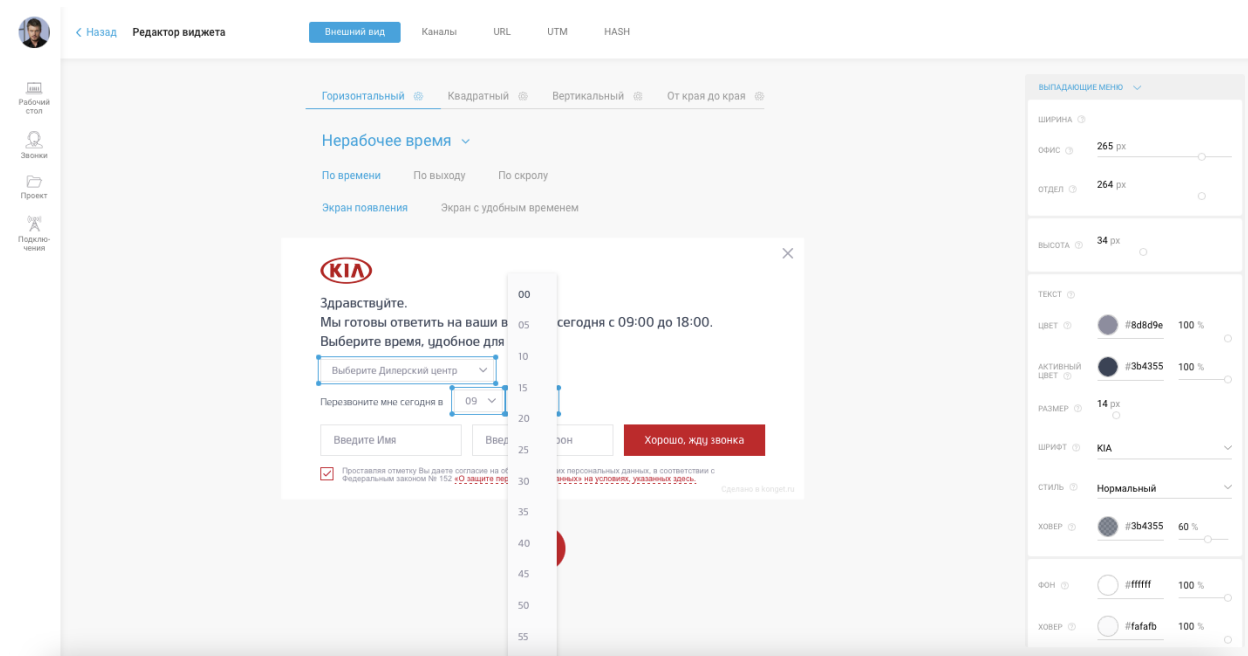 Назад Редактор виджета Внешний вид Каналы URL UTM HASH
Рабочий
стол
Звонки
Проект
Подклю-
чения
Горизонтальный Квадратный Вертикальный От края до края
Нерабочее время
По времени По выходу По скролу
Экран появления Экран с удобным временем
KIA
Здравствуйте.
Мы готовы ответить на ваши в сегодня с 09:00 до 18:00.
Выберите время, удобное для
Выберите Дилерский центр
Перезвоните мне сегодня в 09
Введите Имя Введ он Хорошо, жду звонка
Проставляя отметку Вы даете согласие на об их персональных данных, в соответствии с
Федеральным законом № 152 «О защите пер анных» на условиях, указанных здесь.
Сделано в
00
05
10
15
20
25
30
35
40
45
50
55
ВЫПАДАЮЩИЕ МЕНЮ
ШИРИНА
ОФИС 265 px
ОТДЕЛ 264 px
ВЫСОТА 34 px
ТЕКСТ
ЦВЕТ #8d8d9e 100 %
АКТИВНЫЙ
ЦВЕТ #3b4355 100 %
РАЗМЕР 14 px
ШРИФТ KIA
СТИЛЬ Нормальный
ХОВЕР #3b4355 60 %
ФОН #ffffff 100 %
ХОВЕР #fafafb 100 %